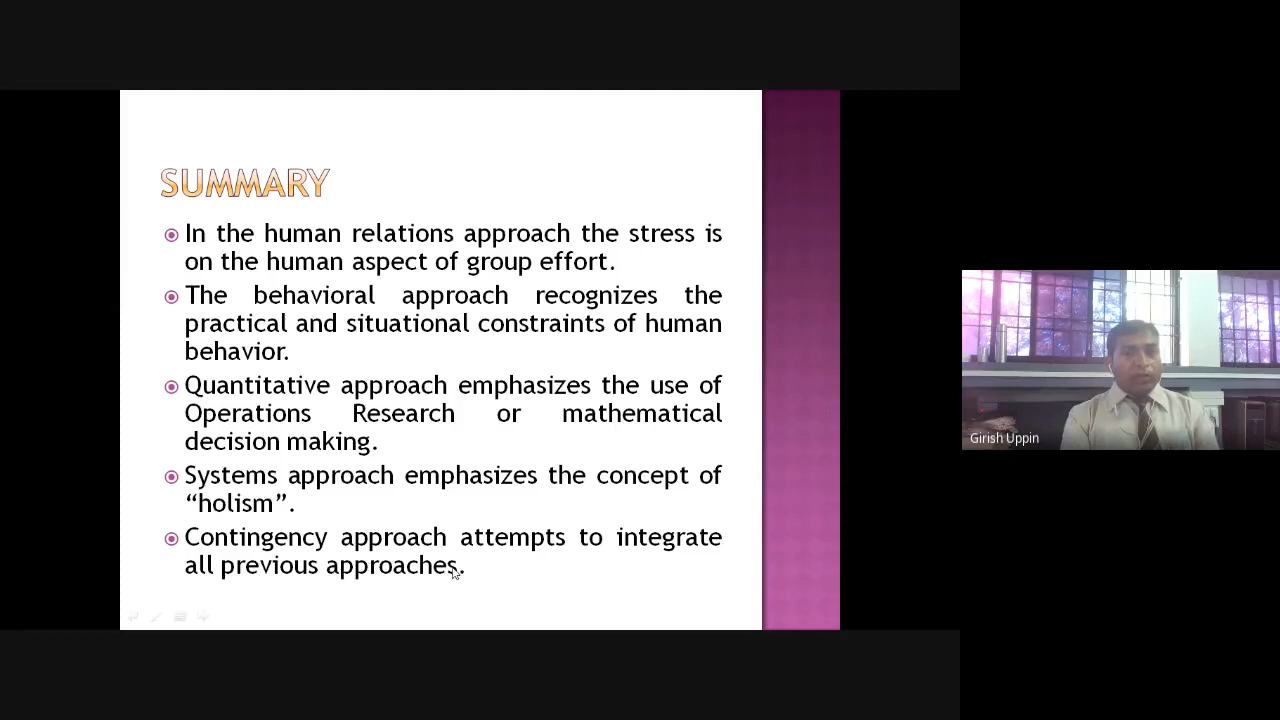 SUMMARY
In the human relations approach the stress is
on the human aspect of group effort.
The behavioral approach recognizes the
practical and situational constraints of human
behavior.
Quantitative approach emphasizes the use of
Operations Research or mathematical
decision making.
Systems approach emphasizes the concept of
“holism”.
Contingency approach attempts to integrate
all previous approaches.
Girish Uppin